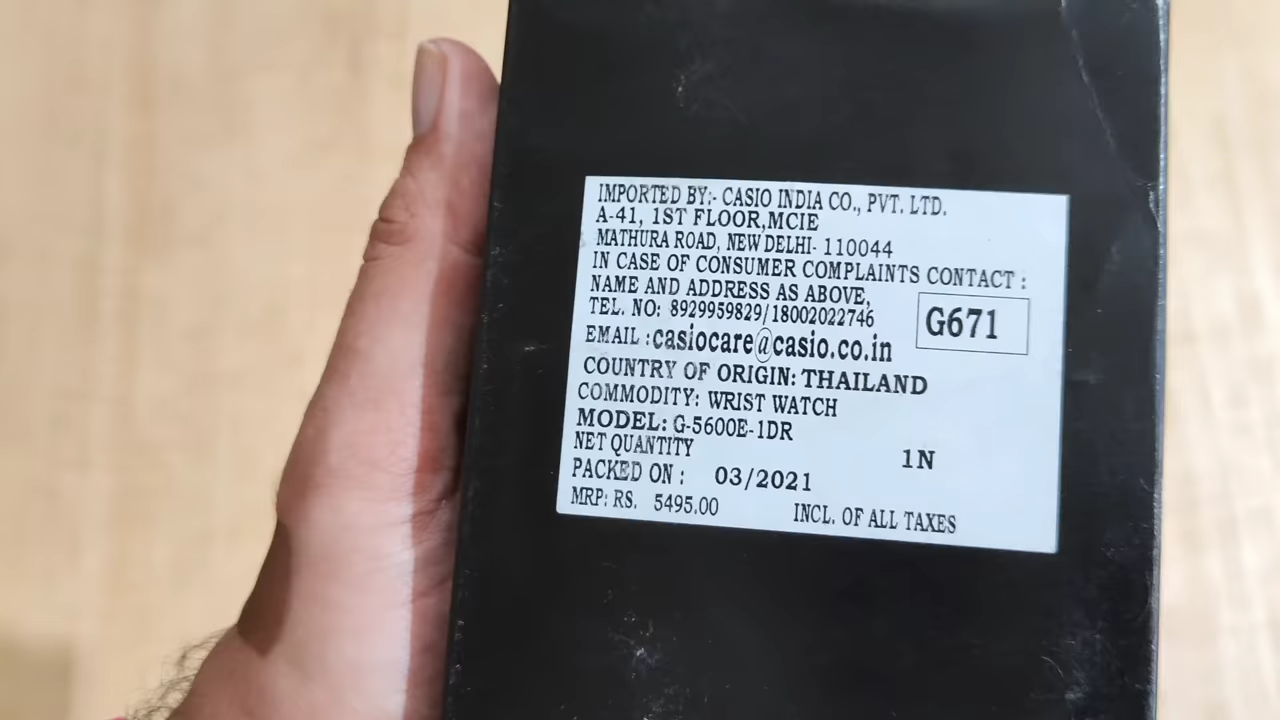 IMPORTED BY:- CASIO INDIA CO., PVT. LTD.
A-41, 1ST FLOOR,MCIE
MATHURA ROAD, NEW DELHI- 110044
IN CASE OF CONSUMER COMPLAINTS CONTACT :
NAME AND ADDRESS AS ABOVE,
TEL. NO: 8929959829/18002022746
G671
EMAIL :casiocare@casio.co.in
COUNTRY OF ORIGIN: THAILAND
COMMODITY: WRIST WATCH
MODEL: G-5600E-1DR
NET QUANTITY 1N
PACKED ON : 03/2021
MRP: RS. 5495.00 INCL. OF ALL TAXES